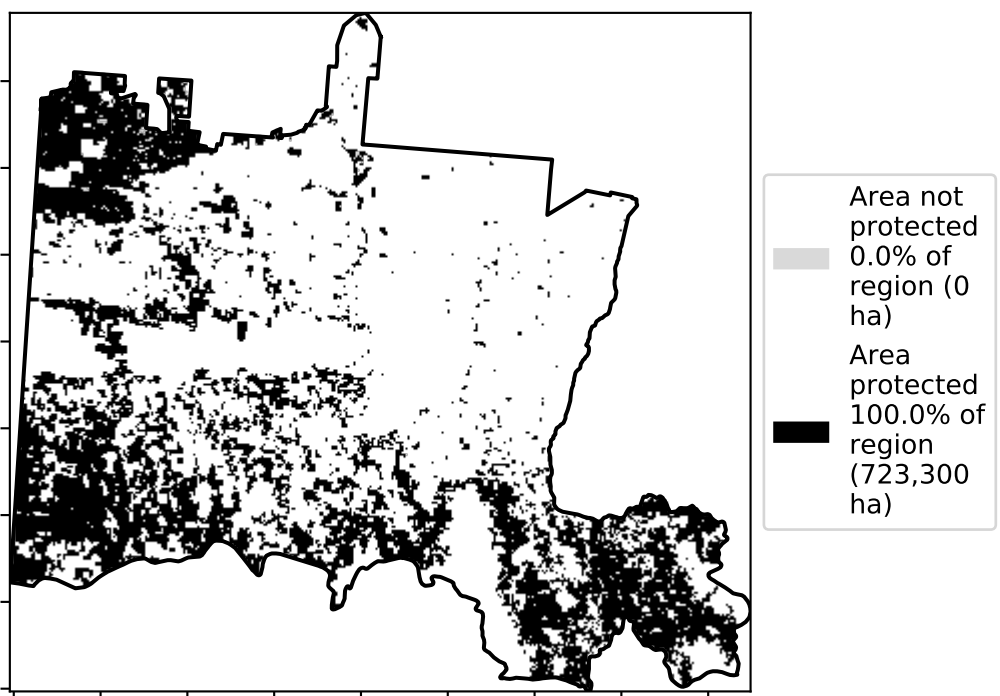 Area not
protected
0.0% of
region (0
ha)
Area
protected
100.0% of
region
(723,300
ha)